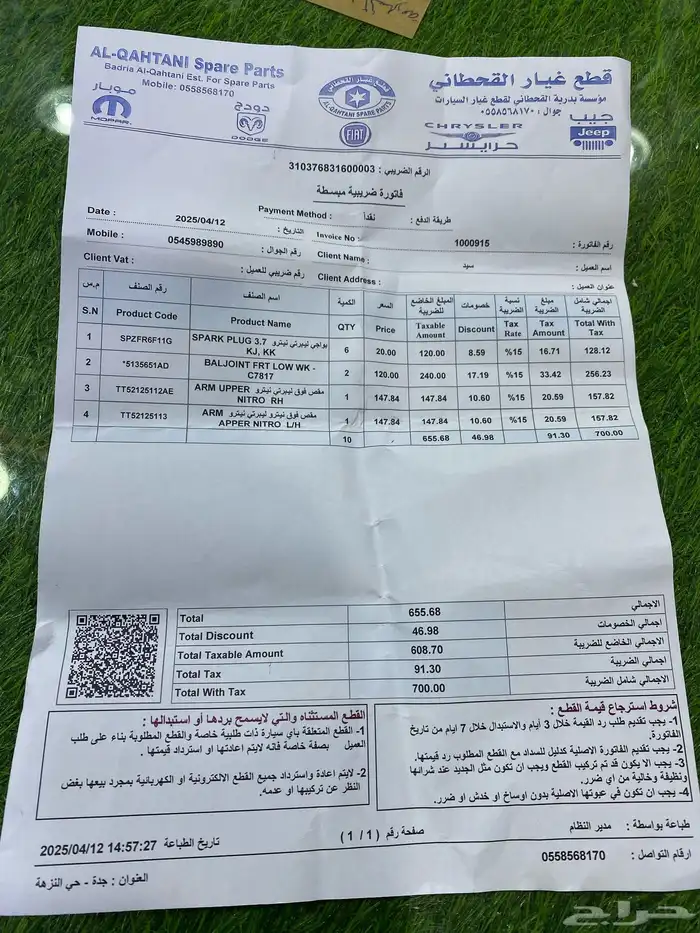 AL-QAHTANI Spare Parts
Badria Al-Qahtani Est. For Spare Parts
Mobile: 0558568170
موبار
MOPAR
دودج
DODGE
AL-QAHTANI SPARE PARTS
FIAT
قطع غيار القحطاني
مؤسسة بدرية القحطاني لقطع غيار السيارات
جوال : ٠٥٥٨٥٦٨١٧٠
CHRYSLER
حرايسلر
جيب
Jeep
الرقم الضريبي : 310376831600003
فاتورة ضريبية مبسطة
Date : 2025/04/12 التاريخ :
Payment Method : نقداً طريقة الدفع :
Mobile : 0545989890 رقم الجوال :
Invoice No : 1000915 رقم الفاتورة :
Client Name : سيد اسم العميل :
Client Vat : رقم ضريبي للعميل :
Client Address : عنوان العميل :
م.س رقم الصنف اسم الصنف الكمية السعر المبلغ الخاضع للضريبة خصومات نسبة الضريبة مبلغ الضريبة اجمالي شامل الضريبة
S.N Product Code Product Name QTY Price Taxable Amount Discount Tax Rate Tax Amount Total With Tax
1 SPZFR6F11G SPARK PLUG 3.7 بواجي ليبرتي نيترو KJ, KK 6 20.00 120.00 8.59 %15 16.71 128.12
2 *5135651AD BALJOINT FRT LOW WK - C7817 2 120.00 240.00 17.19 %15 33.42 256.23
3 TT52125112AE ARM UPPER مقص فوق ليبرتي نيترو NITRO RH 1 147.84 147.84 10.60 %15 20.59 157.82
4 TT52125113 ARM مقص فوق نيترو ليبرتي نيترو APPER NITRO L/H 1 147.84 147.84 10.60 %15 20.59 157.82
10 655.68 46.98 91.30 700.00
Total 655.68 الاجمالي
Total Discount 46.98 اجمالي الخصومات
Total Taxable Amount 608.70 الاجمالي الخاضع للضريبة
Total Tax 91.30 اجمالي الضريبة
Total With Tax 700.00 الاجمالي شامل الضريبة
شروط استرجاع قيمة القطع :
1- يجب تقديم طلب رد القيمة خلال 3 أيام والاستبدال خلال 7 ايام من تاريخ الفاتورة.
2- يجب تقديم الفاتورة الاصلية كدليل للسداد مع القطع المطلوب رد قيمتها.
3- يجب الا يكون قد تم تركيب القطع ويجب ان تكون مثل الجديد عند شرائها ونظيفة وخالية من اي ضرر.
4- يجب ان تكون في عبوتها الاصلية بدون اوساخ او خدش او ضرر.
القطع المستثناه والتي لايسمح بردها أو استبدالها :
1- القطع المتعلقة باي سيارة ذات طلبية خاصة والقطع المطلوبة بناء على طلب العميل بصفة خاصة فانه لايتم اعادتها أو استرداد قيمتها .
2- لايتم اعادة واسترداد جميع القطع الالكترونية او الكهربائية بمجرد بيعها بغض النظر عن تركيبها او عدمه.
طباعة بواسطة : مدير النظام
صفحة رقم ( 1 / 1 )
تاريخ الطباعة 2025/04/12 14:57:27
ارقام التواصل : 0558568170
العنوان : جدة - حي النزهة
حراج